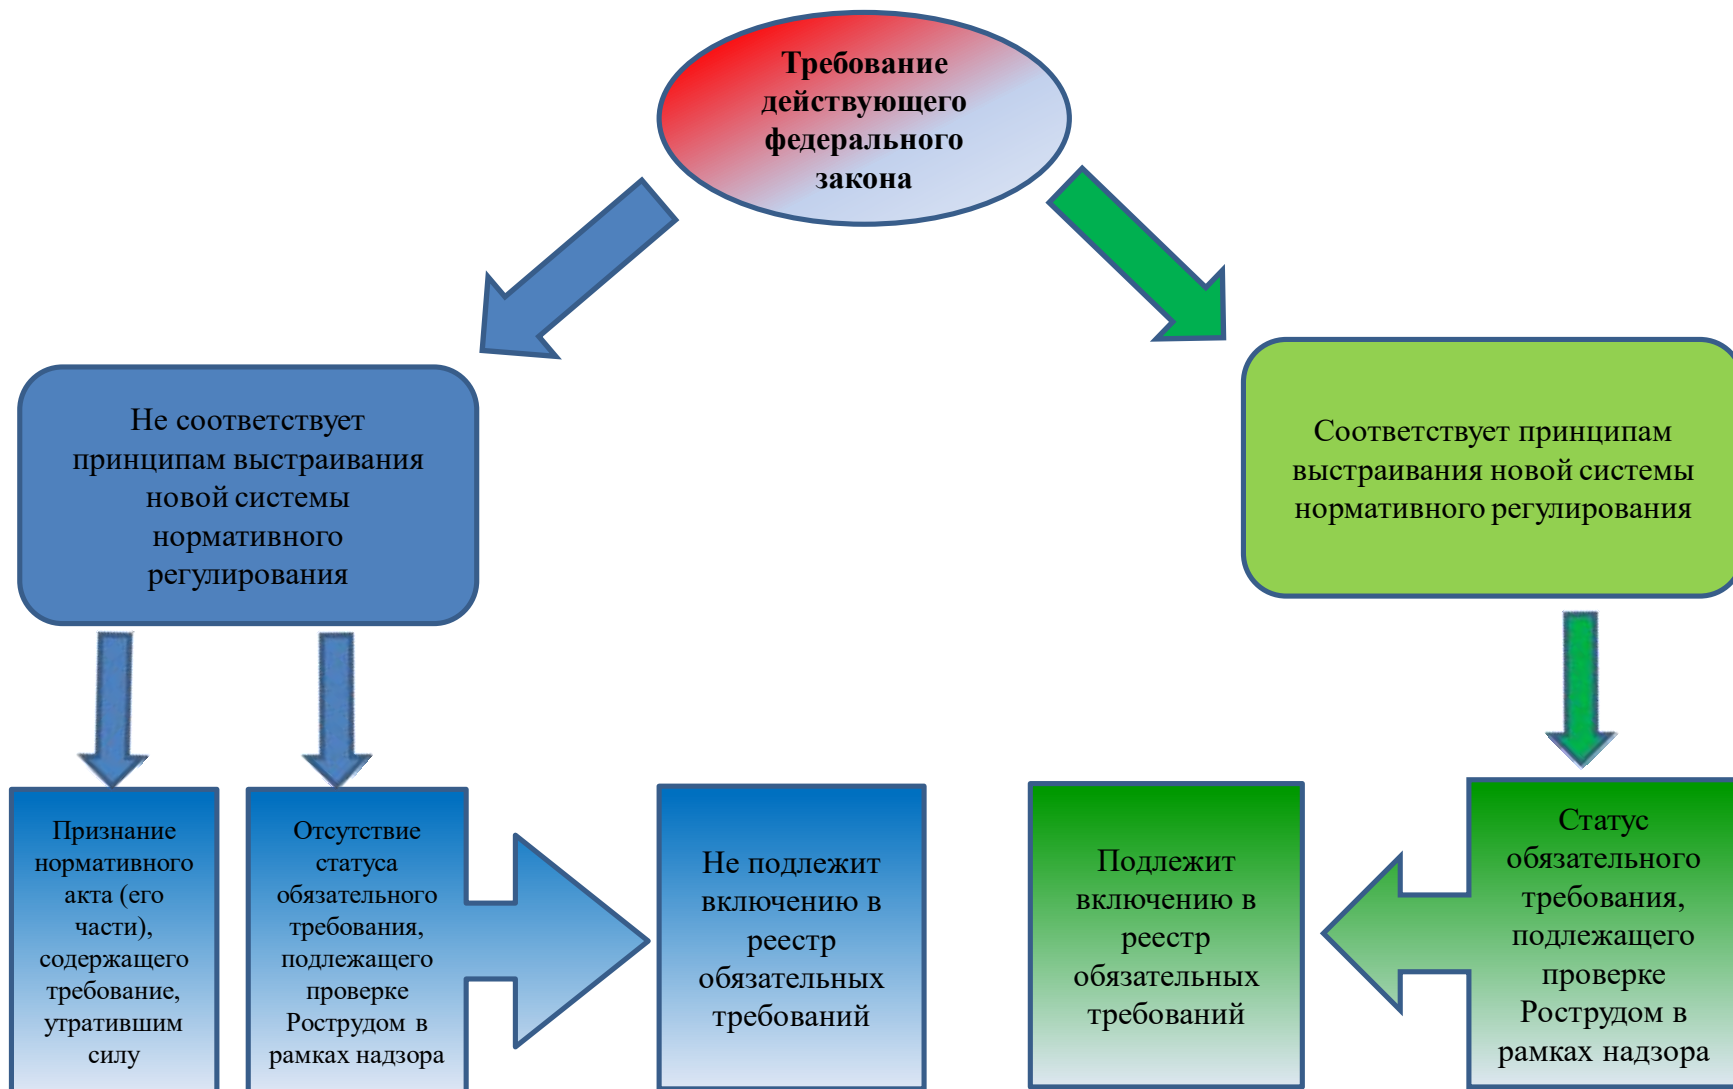 Требование
действующего
федерального
закона
Не соответствует
принципам выстраивания
новой системы
нормативного
регулирования
Соответствует принципам
выстраивания новой системы
нормативного регулирования
Признание
нормативного
акта (его
части),
содержащего
требование,
утратившим
силу
Отсутствие
статуса
обязательного
требования,
подлежащего
проверке
Рострудом в
рамках надзора
Не подлежит
включению в
реестр
обязательных
требований
Подлежит
включению в
реестр
обязательных
требований
Статус
обязательного
требования,
подлежащего
проверке
Рострудом в
рамках надзора